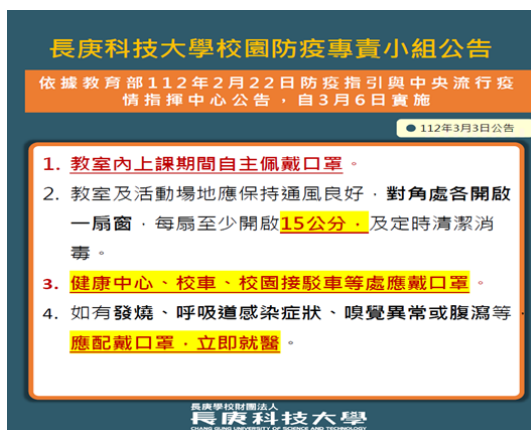 長庚科技大學校園防疫專責小組公告
依據教育部112年2月22日防疫指引與中央流行疫
情指揮中心公告，自3月6日實施
● 112年3月3日公告
1. 教室內上課期間自主佩戴口罩。
2. 教室及活動場地應保持通風良好，對角處各開啟
一扇窗，每扇至少開啟15公分，及定時清潔消
毒。
3. 健康中心、校車、校園接駁車等處應戴口罩。
4. 如有發燒、呼吸道感染症狀、嗅覺異常或腹瀉等，
應配戴口罩，立即就醫。
長庚學校財團法人
長庚科技大學
CHANG GUNG UNIVERSITY OF SCIENCE AND TECHNOLOGY